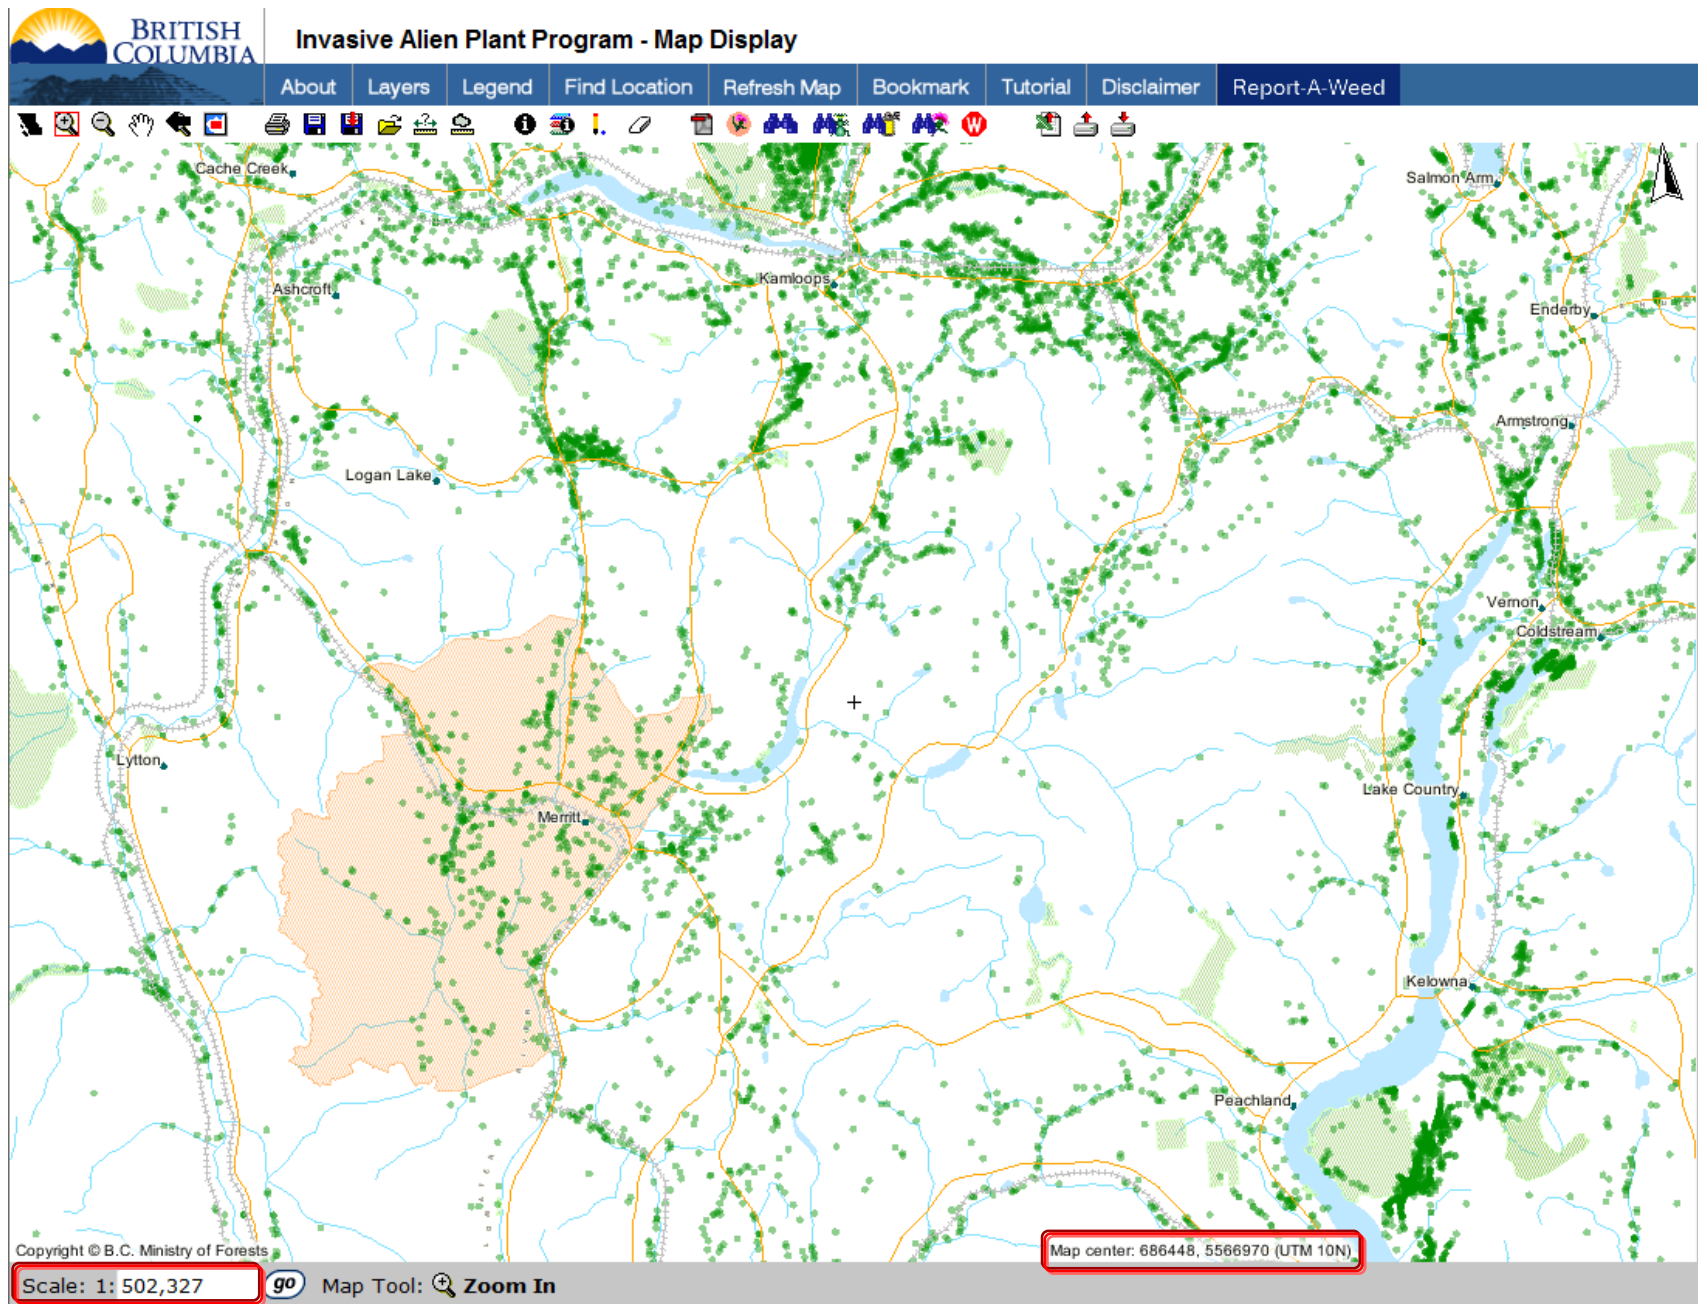 BRITISH
COLUMBIA
Invasive Alien Plant Program - Map Display
About Layers Legend Find Location Refresh Map Bookmark Tutorial Disclaimer Report-A-Weed
W
Cache Creek
Salmon Arm
Kamloops
Ashcroft
Enderby
Armstrong
Logan Lake
Vernon
Coldstream
Lytton
Lake Country
Merritt
Kelowna
Peachland
Copyright © B.C. Ministry of Forests
Map center: 686448, 5566970 (UTM 10N)
Scale: 1: 502,327 go Map Tool: Zoom In